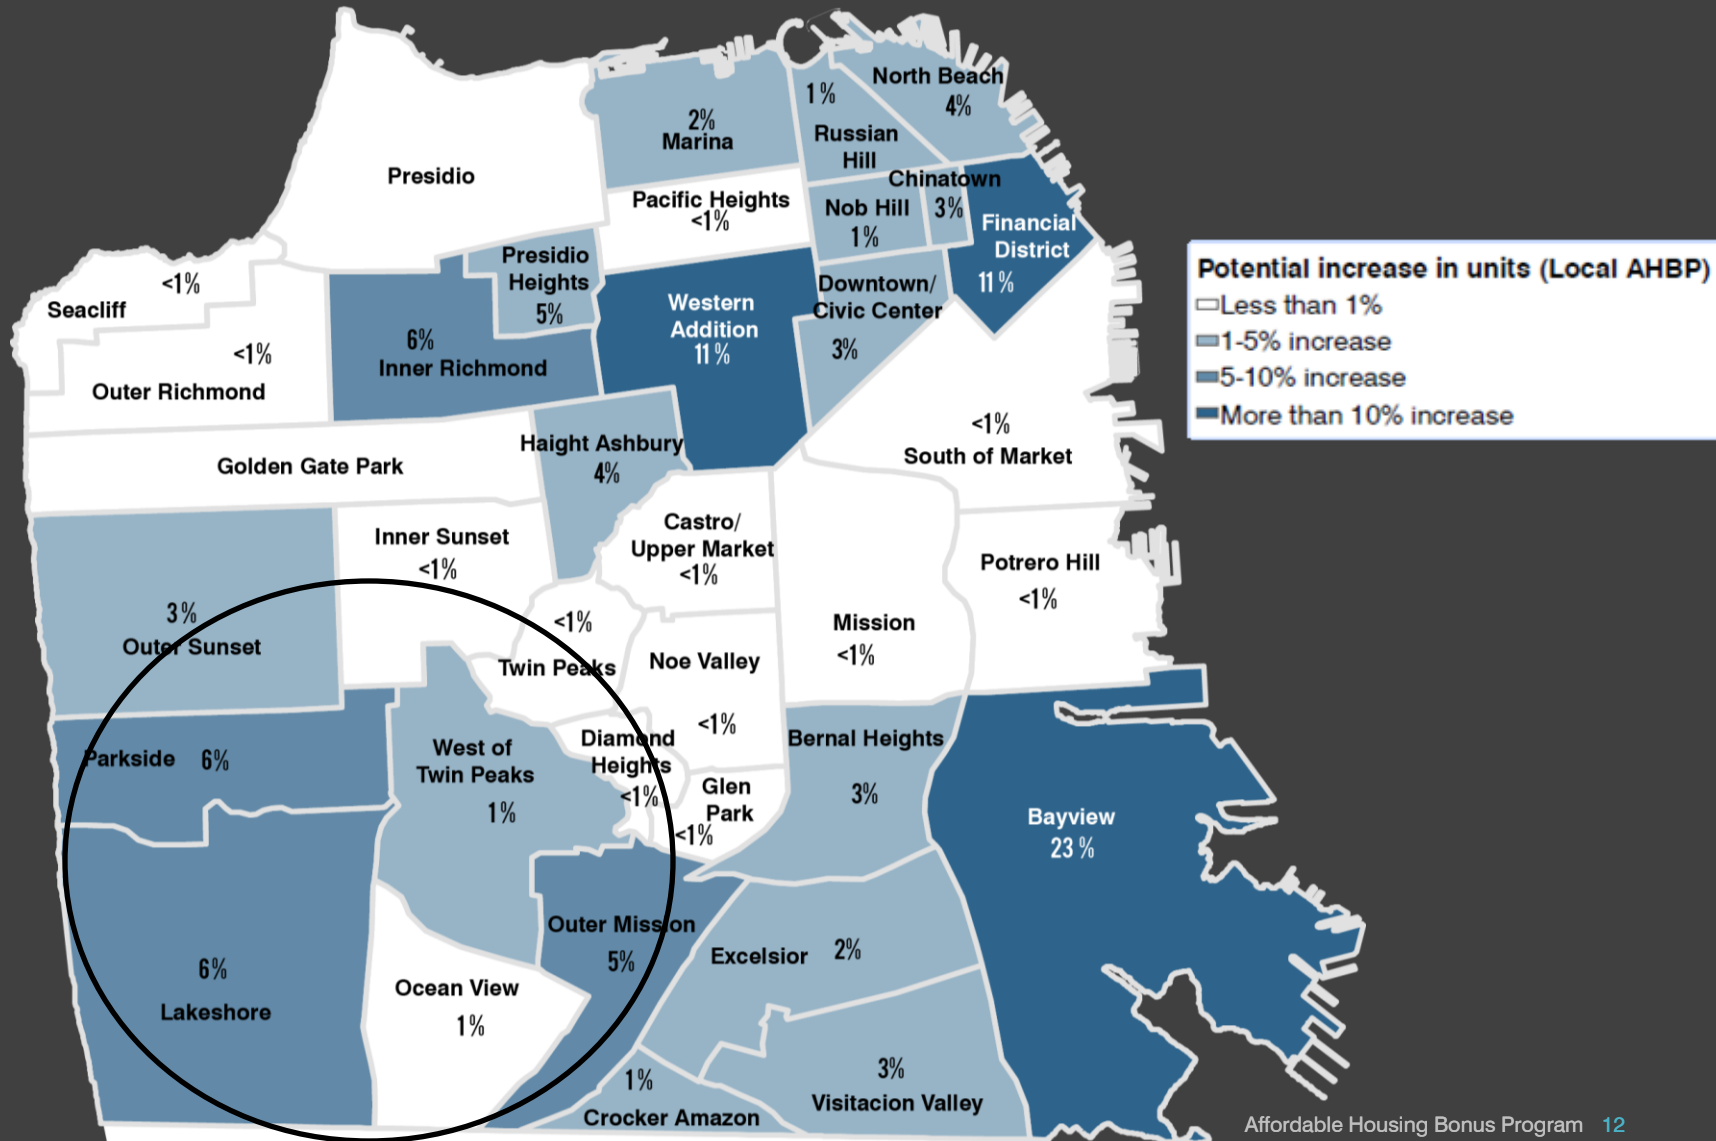 North Beach
4%
1%
Russian
Hill
2%
Marina
Presidio
Pacific Heights
<1%
Chinatown
3%
Nob Hill
1%
Financial
District
11%
Presidio
Heights
5%
<1%
Seacliff
Western
Addition
11%
Downtown/
Civic Center
3%
6%
Inner Richmond
<1%
Outer Richmond
Potential increase in units (Local AHBP)
Less than 1%
1-5% increase
5-10% increase
More than 10% increase
Haight Ashbury
4%
<1%
South of Market
Golden Gate Park
Inner Sunset
<1%
Castro/
Upper Market
<1%
Potrero Hill
<1%
3%
Outer Sunset
<1%
Twin Peaks
Noe Valley
<1%
Mission
<1%
Parkside 6%
West of
Twin Peaks
1%
Diamond
Heights
<1%
Glen
Park
<1%
Bernal Heights
3%
Bayview
23%
Outer Mission
5%
Excelsior 2%
6%
Lakeshore
Ocean View
1%
1%
Crocker Amazon
3%
Visitacion Valley
Affordable Housing Bonus Program 12